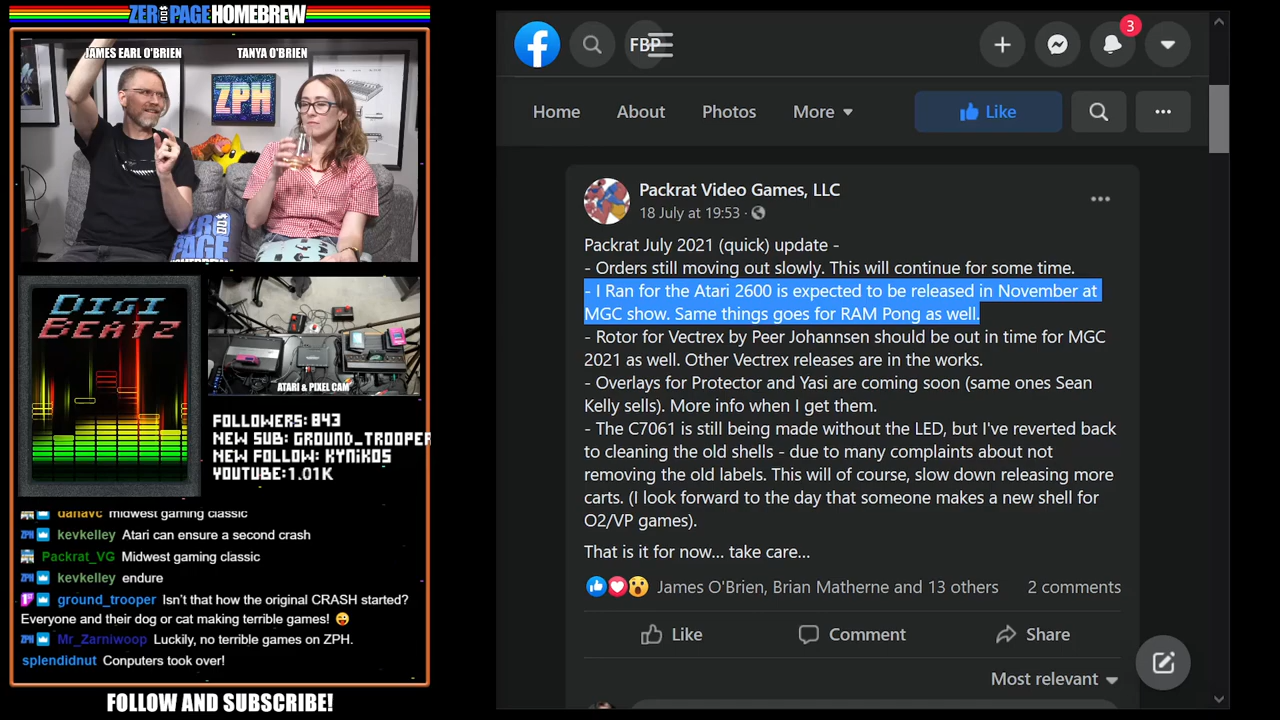 ZER PAGE HOMEBREW
JAMES EARL O'BRIEN
TANYA O'BRIEN
ZPH
ZERO
PAGE
DIGI
BEATZ
ATARI & PIXEL CAM
FOLLOWERS: 843
NEW SUB: GROUND_TROOPER
NEW FOLLOW: KYNIKOS
YOUTUBE:1.01K
danavc midwest gaming classic
kevkelley Atari can ensure a second crash
Packrat_VG Midwest gaming classic
kevkelley endure
ground_trooper Isn't that how the original CRASH started?
Everyone and their dog or cat making terrible games!
Mr_Zarniwoop Luckily, no terrible games on ZPH.
splendidnut Conputers took over!
FOLLOW AND SUBSCRIBE!
FBP
3
Home About Photos More Like
Packrat Video Games, LLC
18 July at 19:53 ·
Packrat July 2021 (quick) update -
- Orders still moving out slowly. This will continue for some time.
- I Ran for the Atari 2600 is expected to be released in November at
MGC show. Same things goes for RAM Pong as well.
- Rotor for Vectrex by Peer Johannsen should be out in time for MGC
2021 as well. Other Vectrex releases are in the works.
- Overlays for Protector and Yasi are coming soon (same ones Sean
Kelly sells). More info when I get them.
- The C7061 is still being made without the LED, but I've reverted back
to cleaning the old shells - due to many complaints about not
removing the old labels. This will of course, slow down releasing more
carts. (I look forward to the day that someone makes a new shell for
O2/VP games).
That is it for now... take care...
James O'Brien, Brian Matherne and 13 others 2 comments
Like Comment Share
Most relevant